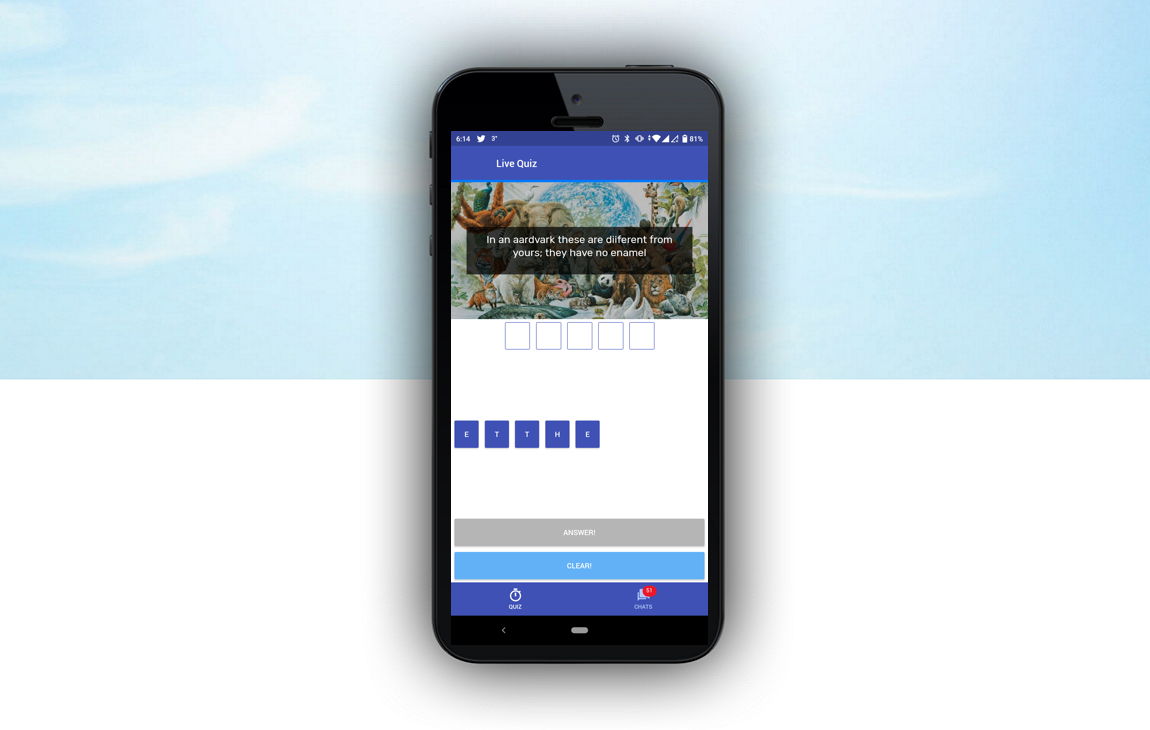 6:14 3° 81%
Live Quiz
In an aardvark these are diiferent from
yours; they have no enamel
E T T H E
ANSWER!
CLEAR!
51
QUIZ CHATS